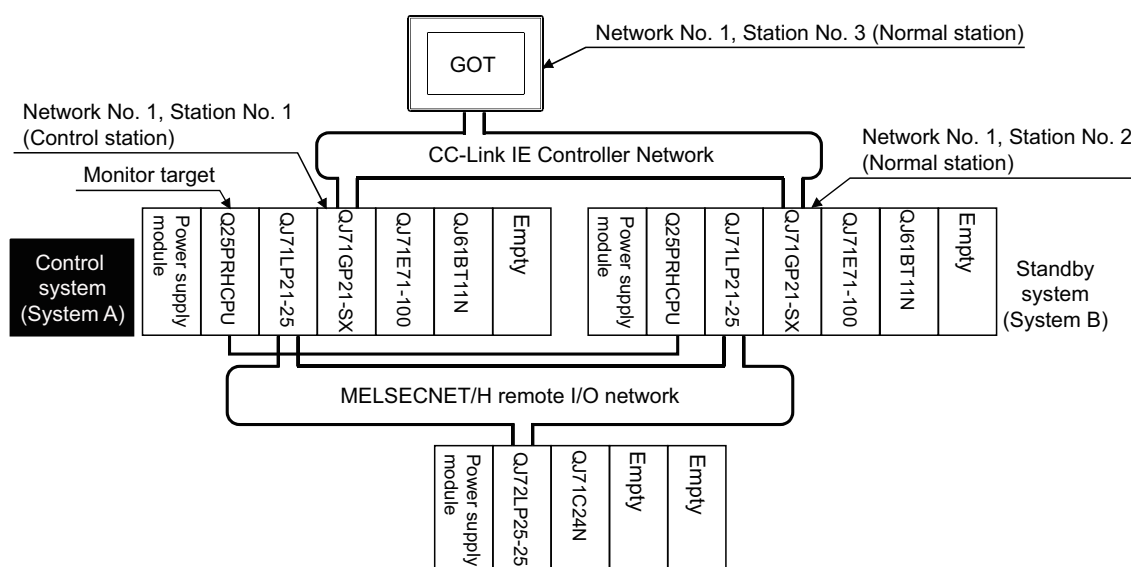 Network No. 1, Station No. 3 (Normal station)
GOT
Network No. 1, Station No. 1
(Control station)
Network No. 1, Station No. 2
(Normal station)
CC-Link IE Controller Network
Monitor target
Control
system
(System A)
Power supply
module
Q25PRHCPU
QJ71LP21-25
QJ71GP21-SX
QJ71E71-100
QJ61BT11N
Empty
Power supply
module
Q25PRHCPU
QJ71LP21-25
QJ71GP21-SX
QJ71E71-100
QJ61BT11N
Empty
Standby
system
(System B)
MELSECNET/H remote I/O network
Power supply
module
QJ72LP25-25
QJ71C24N
Empty
Empty